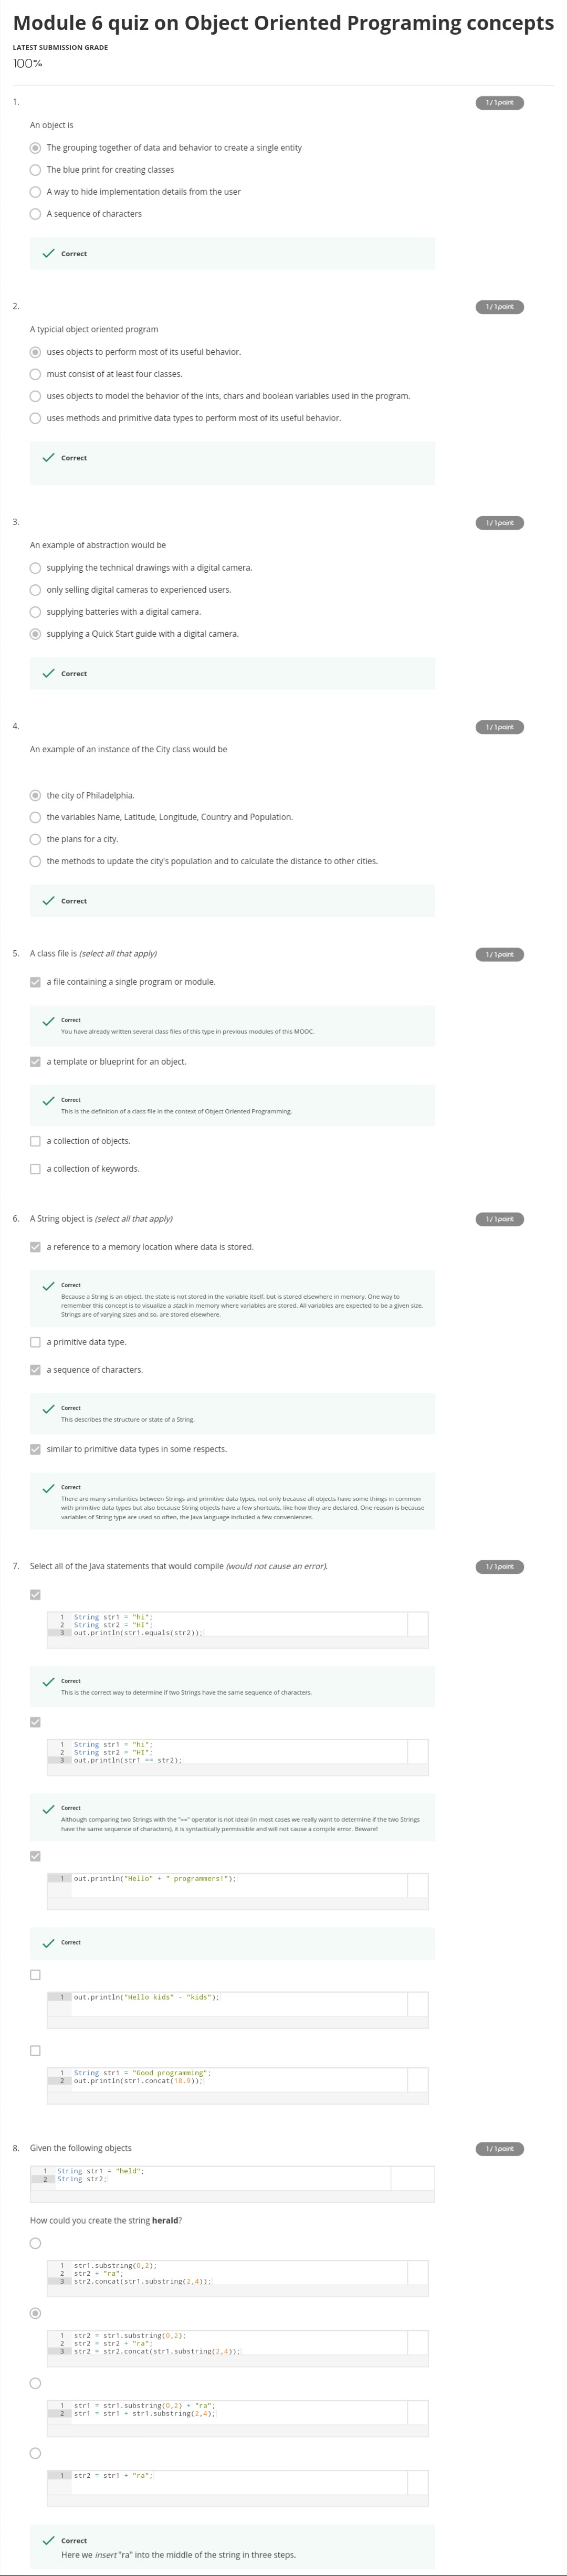 Module 6 quiz on Object Oriented Programing concepts
LATEST SUBMISSION GRADE
100%
1.
1 / 1 point
An object is
The grouping together of data and behavior to create a single entity
The blue print for creating classes
A way to hide implementation details from the user
A sequence of characters
Correct
2.
1 / 1 point
A typicial object oriented program
uses objects to perform most of its useful behavior.
must consist of at least four classes.
uses objects to model the behavior of the ints, chars and boolean variables used in the program.
uses methods and primitive data types to perform most of its useful behavior.
Correct
3.
1 / 1 point
An example of abstraction would be
supplying the technical drawings with a digital camera.
only selling digital cameras to experienced users.
supplying batteries with a digital camera.
supplying a Quick Start guide with a digital camera.
Correct
4.
1 / 1 point
An example of an instance of the City class would be
the city of Philadelphia.
the variables Name, Latitude, Longitude, Country and Population.
the plans for a city.
the methods to update the city's population and to calculate the distance to other cities.
Correct
5. A class file is (select all that apply)
1 / 1 point
a file containing a single program or module.
Correct
You have already written several class files of this type in previous modules of this MOOC.
a template or blueprint for an object.
Correct
This is the definition of a class file in the context of Object Oriented Programming.
a collection of objects.
a collection of keywords.
6. A String object is (select all that apply)
1 / 1 point
a reference to a memory location where data is stored.
Correct
Because a String is an object, the state is not stored in the variable itself, but is stored elsewhere in memory. One way to
remember this concept is to visualize a stack in memory where variables are stored. All variables are expected to be a given size.
Strings are of varying sizes and so, are stored elsewhere.
a primitive data type.
a sequence of characters.
Correct
This describes the structure or state of a String.
similar to primitive data types in some respects.
Correct
There are many similarities between Strings and primitive data types, not only because all objects have some things in common
with primitive data types but also because String objects have a few shortcuts, like how they are declared. One reason is because
variables of String type are used so often, the Java language included a few conveniences.
7. Select all of the Java statements that would compile (would not cause an error).
1 / 1 point
1 String str1 = "hi";
2 String str2 = "HI";
3 out.println(str1.equals(str2));
Correct
This is the correct way to determine if two Strings have the same sequence of characters.
1 String str1 = "hi";
2 String str2 = "HI";
3 out.println(str1 == str2);
Correct
Although comparing two Strings with the "==" operator is not ideal (in most cases we really want to determine if the two Strings
have the same sequence of characters), it is syntactically permissible and will not cause a compile error. Beware!
1 out.println("Hello" + " programmers!");
Correct
1 out.println("Hello kids" - "kids");
1 String str1 = "Good programming";
2 out.println(str1.concat(18.9));
8. Given the following objects
1 / 1 point
1 String str1 = "held";
2 String str2;
How could you create the string herald?
1 str1.substring(0,2);
2 str2 + "ra";
3 str2.concat(str1.substring(2,4));
1 str2 = str1.substring(0,2);
2 str2 = str2 + "ra";
3 str2 = str2.concat(str1.substring(2,4));
1 str1 = str1.substring(0,2) + "ra";
2 str1 = str1 + str1.substring(2,4);
1 str2 = str1 + "ra";
Correct
Here we insert "ra" into the middle of the string in three steps.